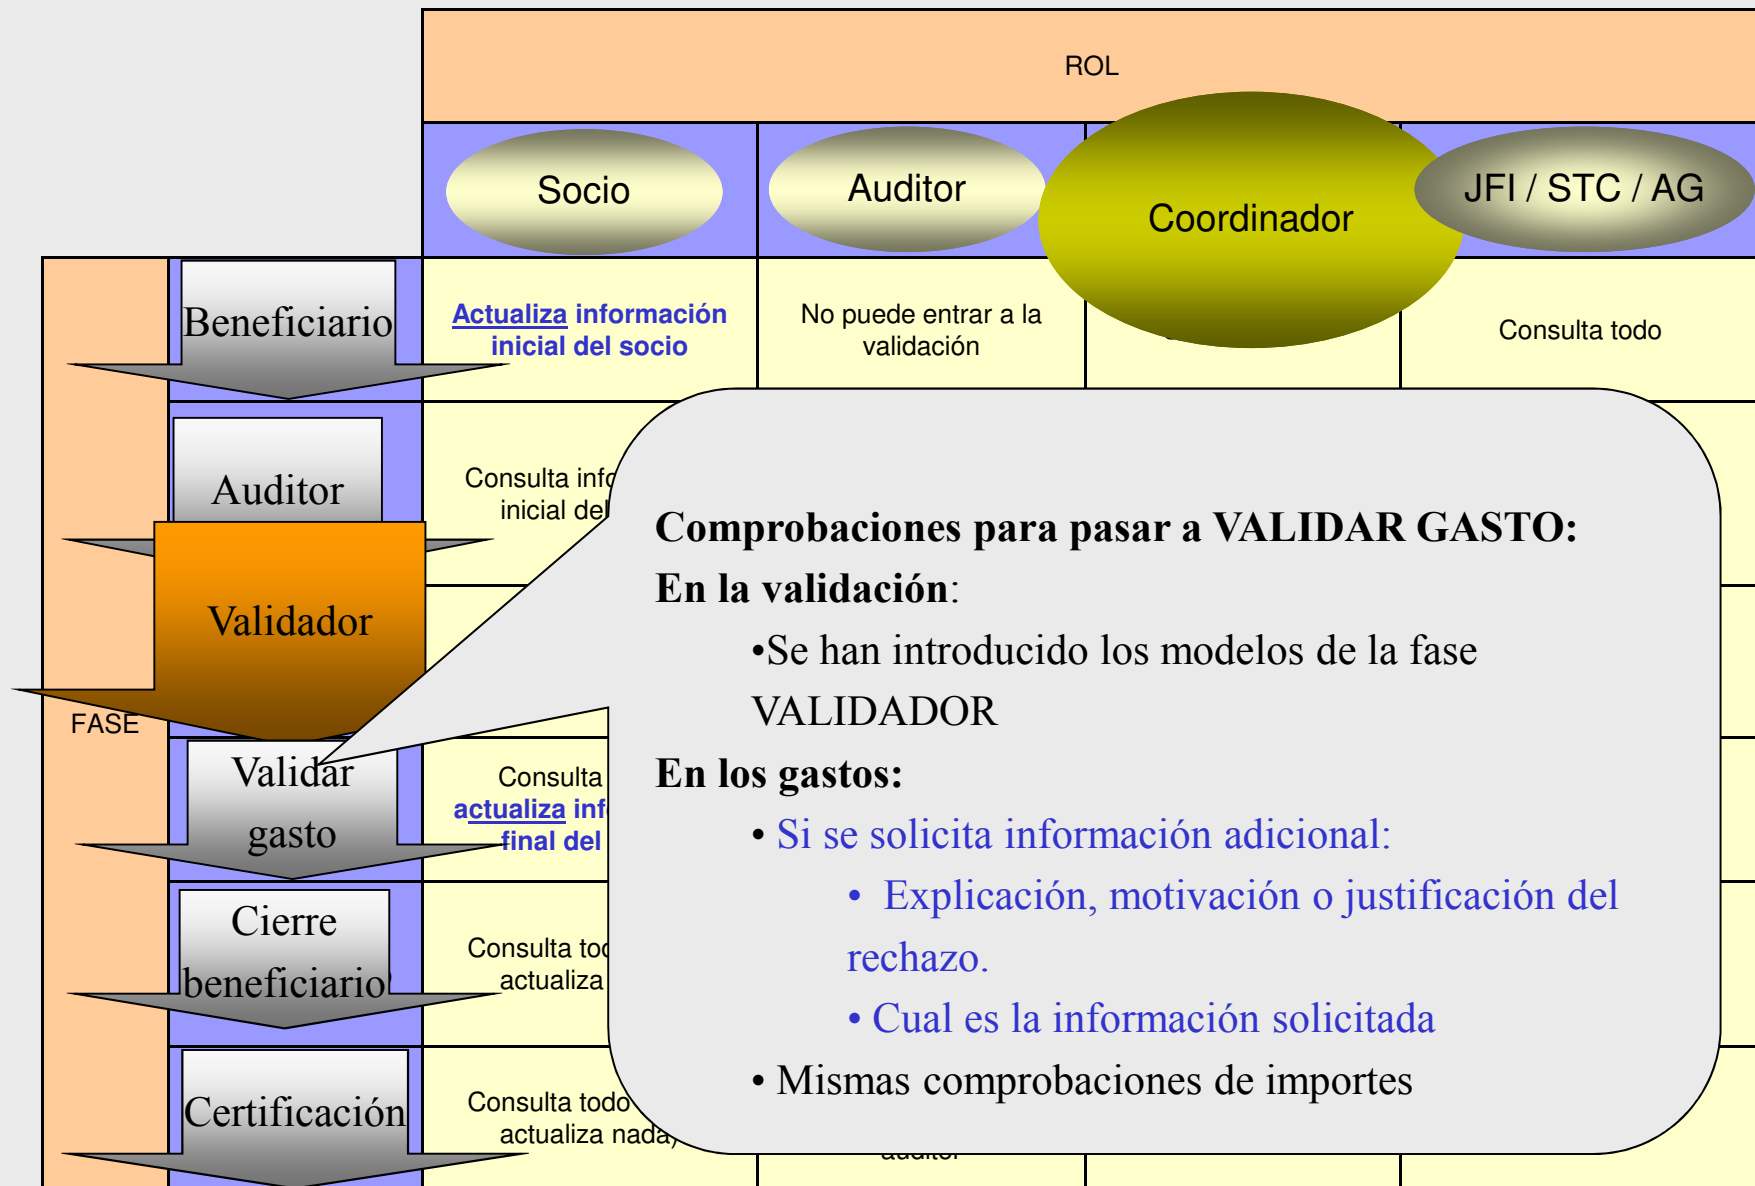 ROL
Socio
Auditor
Coordinador
JFI / STC / AG
FASE
Beneficiario
Actualiza información
inicial del socio
No puede entrar a la
validación
Consulta todo
Auditor
Consulta
inicial del
Validador
Validar
gasto
Consulta
actualiza
final del
Cierre
beneficiario
Consulta
actualiza
Certificación
Consulta todo
actualiza nada)
auditor
Comprobaciones para pasar a VALIDAR GASTO:
En la validación:
•Se han introducido los modelos de la fase
VALIDADOR
En los gastos:
• Si se solicita información adicional:
• Explicación, motivación o justificación del
rechazo.
• Cual es la información solicitada
• Mismas comprobaciones de importes